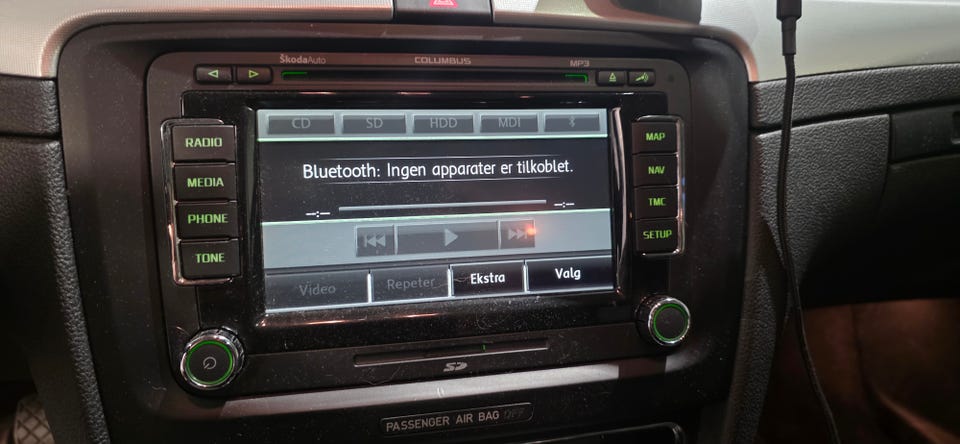 ŠkodaAuto COLUMBUS MP3
RADIO
MEDIA
PHONE
TONE
CD SD HDD MDI
Bluetooth: Ingen apparater er tilkoblet.
--:-- --:--
Video Repeter Ekstra Valg
MAP
NAV
TMC
SETUP
SD
PASSENGER AIR BAG OFF